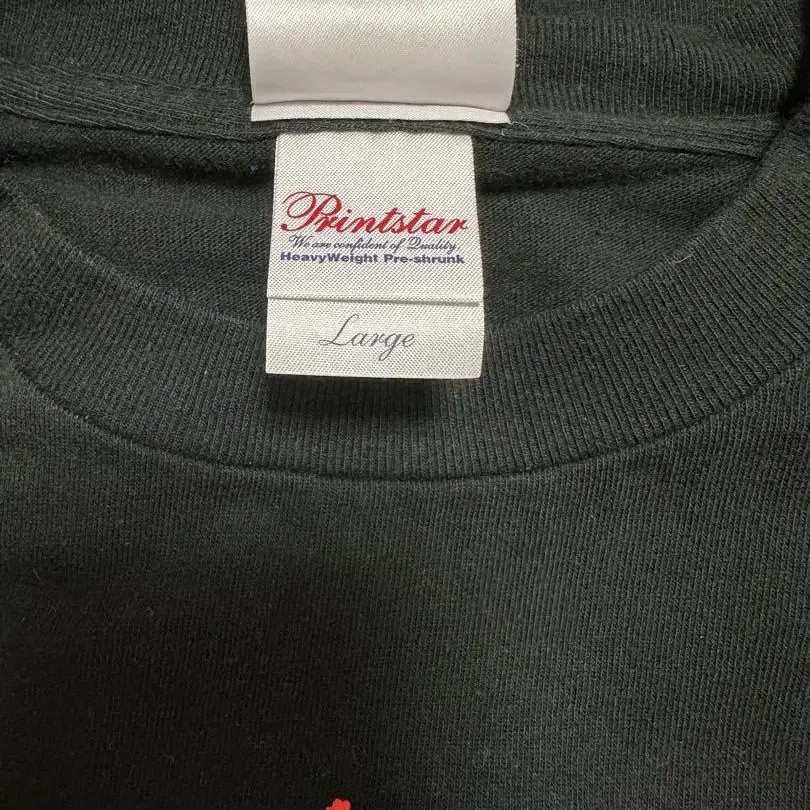 Printstar
We are confident of Quality.
HeavyWeight Pre-shrunk
Large